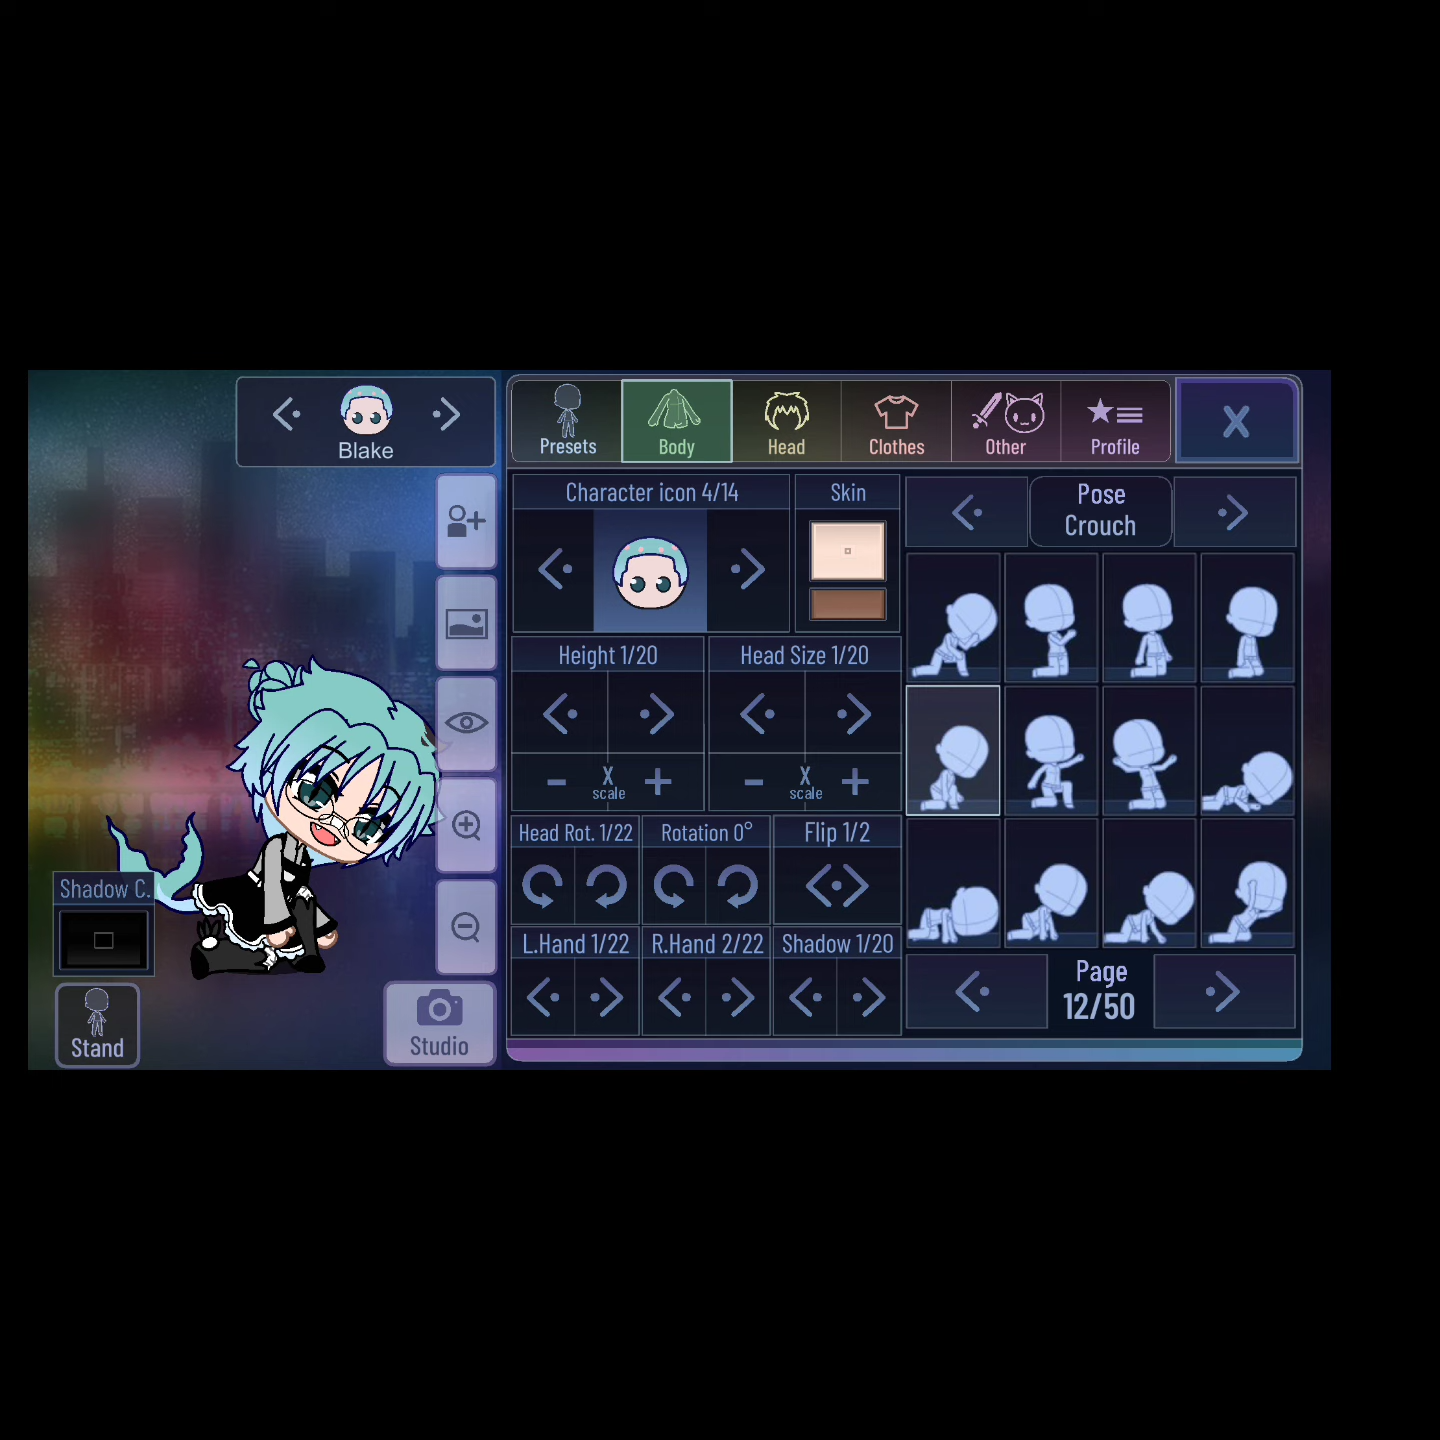 Blake
Presets
Body
Head
Clothes
Other
Profile
X
Character icon 4/14
Skin
Pose
Crouch
Height 1/20
Head Size 1/20
X
scale
X
scale
Head Rot. 1/22
Rotation 0°
Flip 1/2
Shadow C.
L.Hand 1/22
R.Hand 2/22
Shadow 1/20
Page
12/50
Stand
Studio